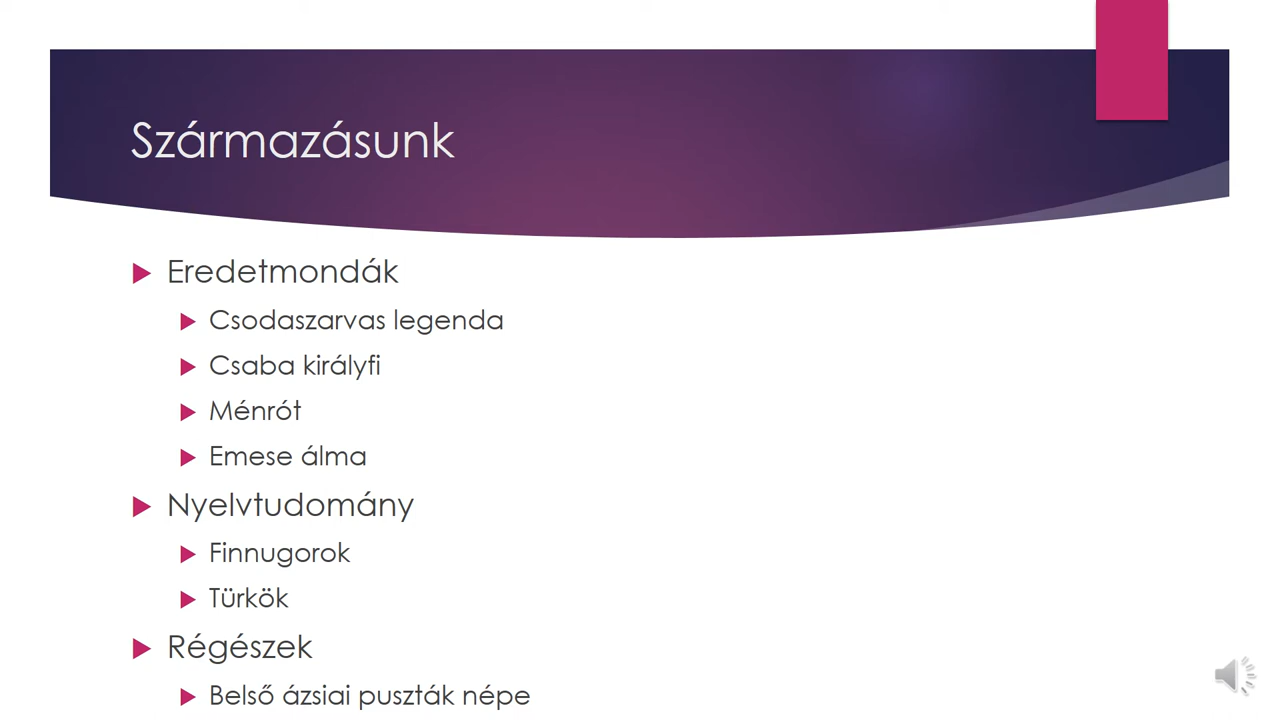 Származásunk
Eredetmondák
Csodaszarvas legenda
Csaba királyfi
Ménrót
Emese álma
Nyelvtudomány
Finnugorok
Türkök
Régészek
Belső ázsiai puszták népe